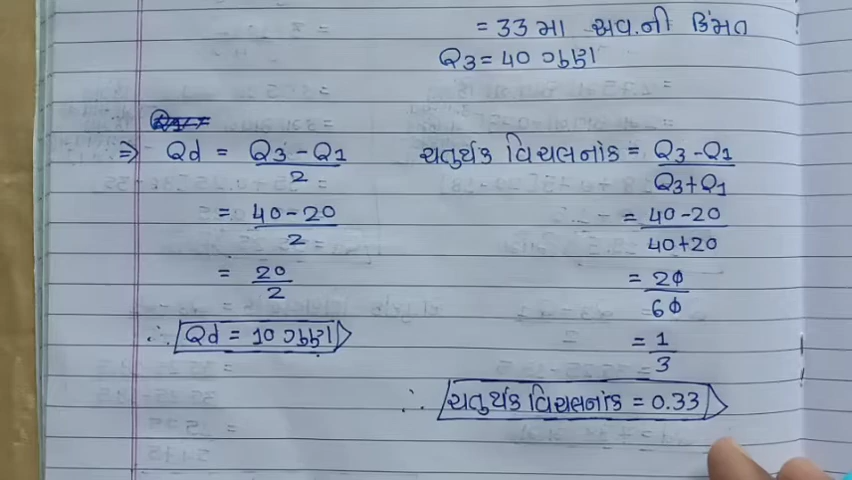 = 33 મા અવ.ની કિંમત
Q3 = 40 ગુણ
⇒ Qd = Q3 - Q1 / 2
= 40 - 20 / 2
= 20 / 2
∴ Qd = 10 ગુણ
ચતુર્થક વિચલનાંક = Q3 - Q1 / Q3 + Q1
= 40 - 20 / 40 + 20
= 20 / 60
= 1 / 3
∴ ચતુર્થક વિચલનાંક = 0.33